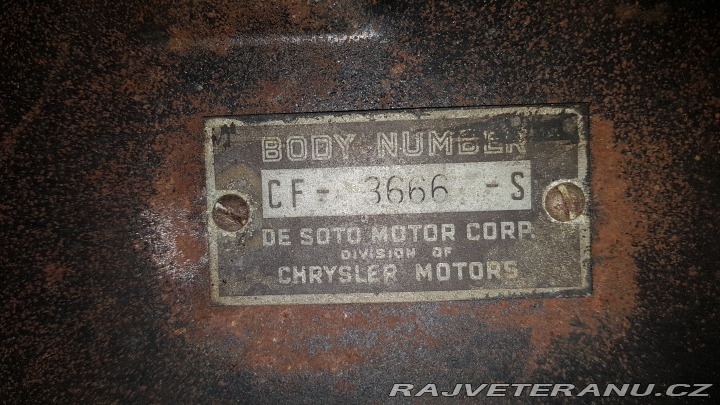 BODY NUMBER
CF- 3666 -S
DE SOTO MOTOR CORP.
DIVISION OF
CHRYSLER MOTORS
RAJVETERANU.CZ